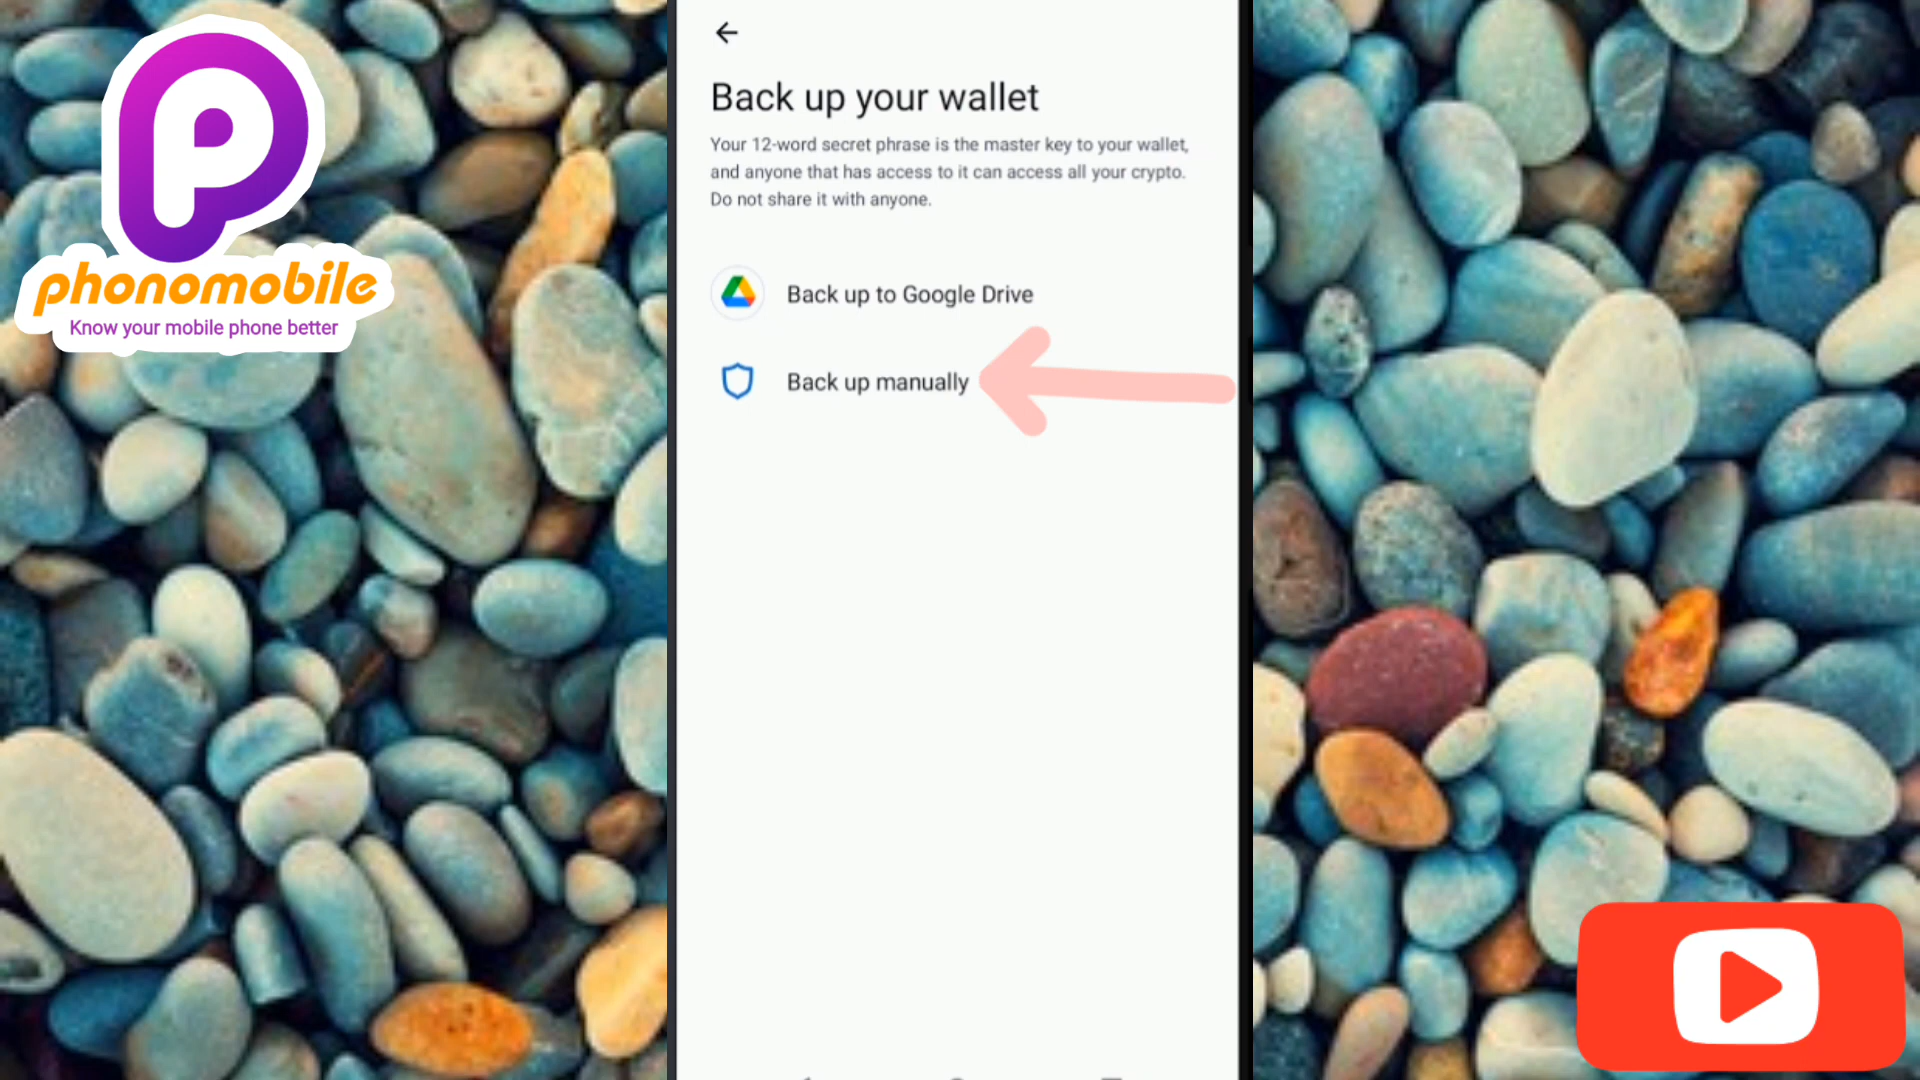 phonomobile
Know your mobile phone better
Back up your wallet
Your 12-word secret phrase is the master key to your wallet,
and anyone that has access to it can access all your crypto.
Do not share it with anyone.
Back up to Google Drive
Back up manually